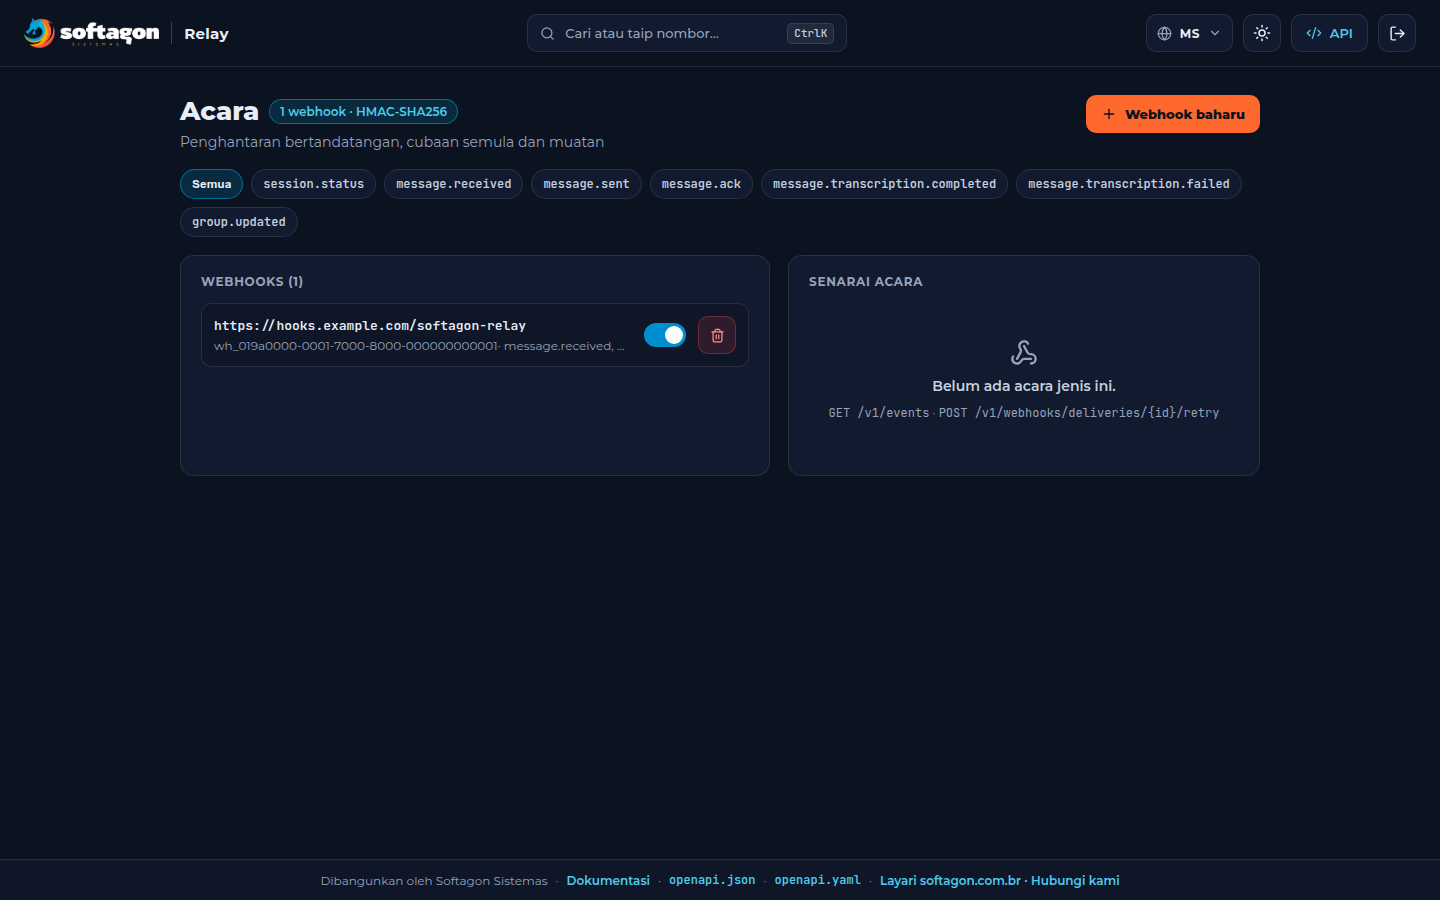 softagon
SISTEMAS
Relay
Cari atau taip nombor...
CtrlK
MS
API
Acara
1 webhook · HMAC-SHA256
Webhook baharu
Penghantaran bertandatangan, cubaan semula dan muatan
Semua
session.status
message.received
message.sent
message.ack
message.transcription.completed
message.transcription.failed
group.updated
WEBHOOKS (1)
https://hooks.example.com/softagon-relay
wh_019a0000-0001-7000-8000-000000000001· message.received, ...
SENARAI ACARA
Belum ada acara jenis ini.
GET /v1/events · POST /v1/webhooks/deliveries/{id}/retry
Dibangunkan oleh Softagon Sistemas · Dokumentasi · openapi.json · openapi.yaml · Layari softagon.com.br · Hubungi kami